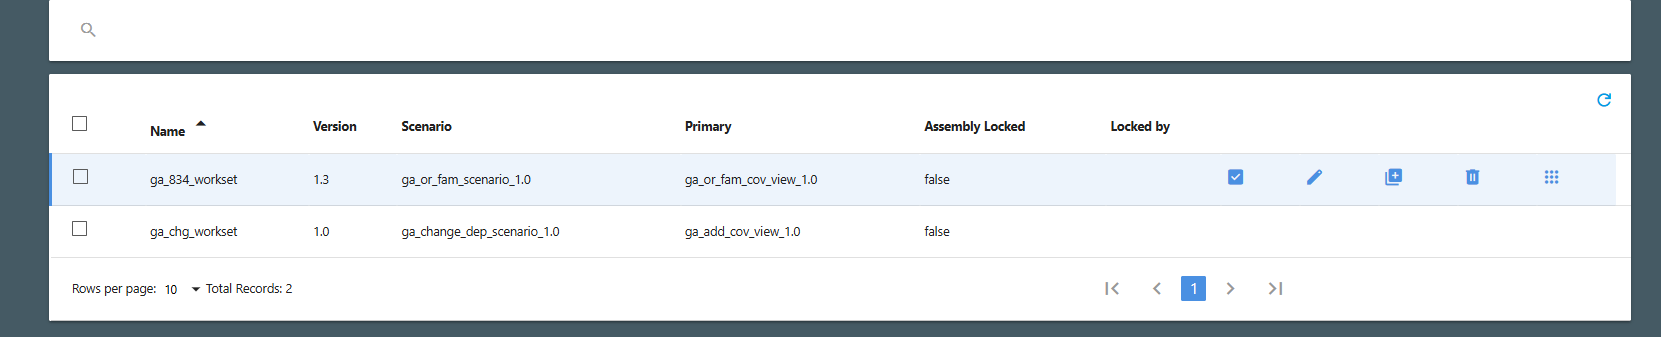 Name Version Scenario Primary Assembly Locked Locked by
ga_834_workset 1.3 ga_or_fam_scenario_1.0 ga_or_fam_cov_view_1.0 false
ga_chg_workset 1.0 ga_change_dep_scenario_1.0 ga_add_cov_view_1.0 false
Rows per page: 10 Total Records: 2 1